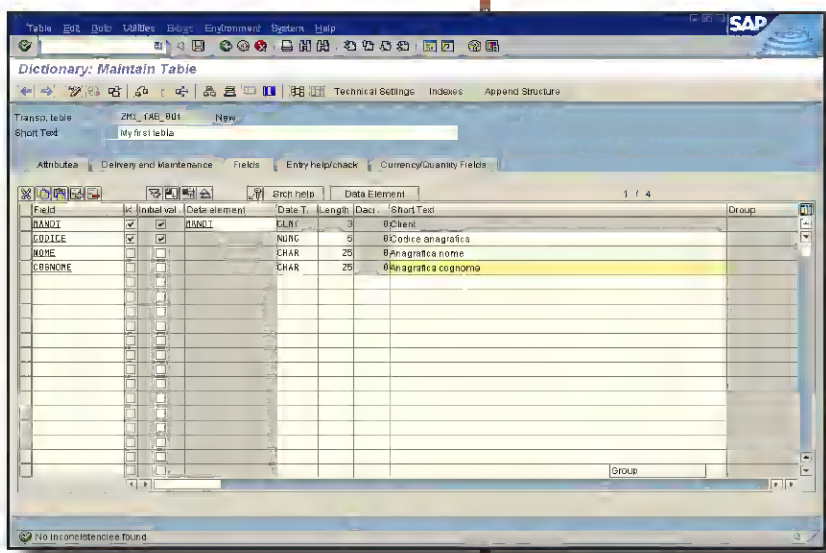 Table Edit Goto Utilities Extras Environment System Help
SAP
Dictionary: Maintain Table
Technical Settings Indexes Append Structure
Transp. table ZM1_TAB_001 New
Short Text My first tebla
Attributes Delivery and Maintenance Fields Entry help/check Currency/Quantity Fields
Srch help Data Element 1 / 4
Field K Initial val. Data element Data T. Length Deci. Short Text Group
MANDT MANDT CLNT 3 0 Client
CODICE NUMC 5 0 Codice anagrafica
NOME CHAR 25 0 Anagrafica nome
COGNOME CHAR 25 0 Anagrafica cognome
Group
No inconsistencies found